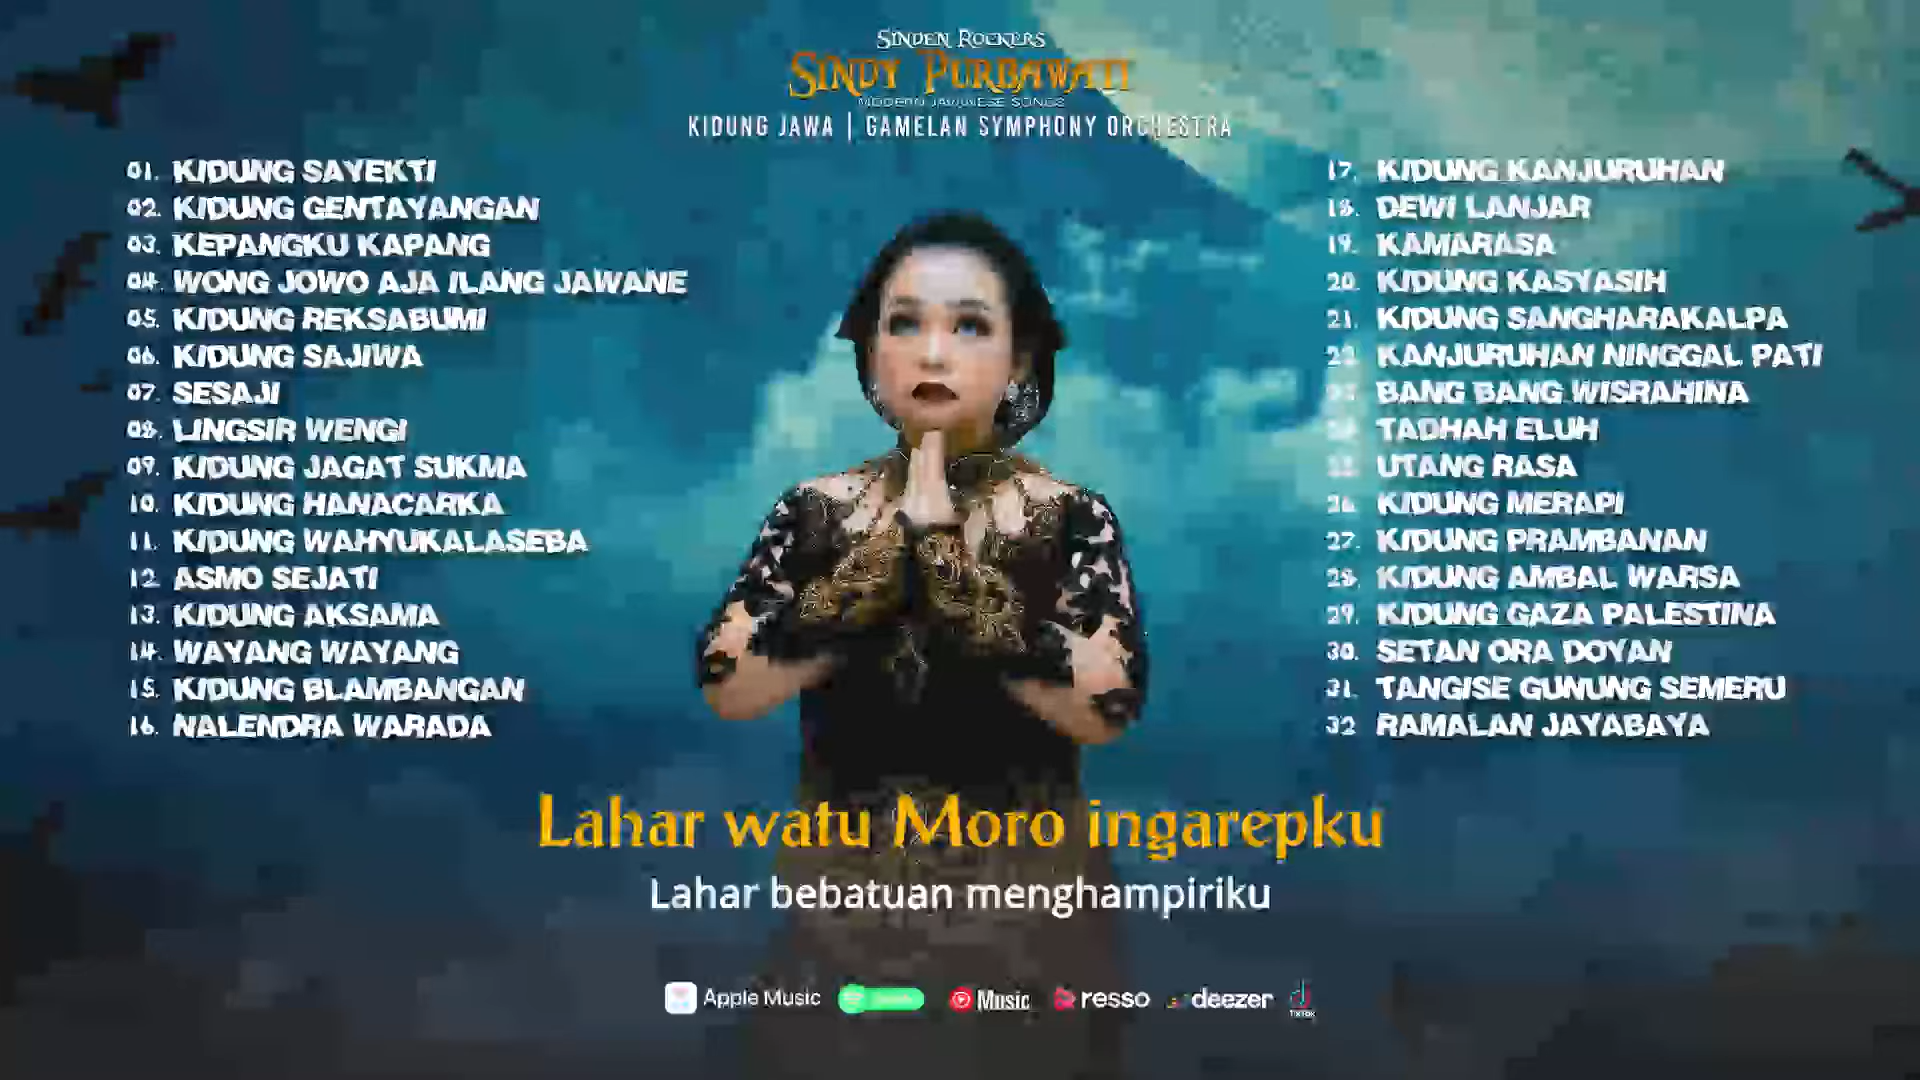 SINDEN ROCKERS
SINDY PURBAWATI
MODERN JAWANESE SONGS
KIDUNG JAWA | GAMELAN SYMPHONY ORCHESTRA
01. KIDUNG SAYEKTI
02. KIDUNG GENTAYANGAN
03. KEPANGKU KAPANG
04. WONG JOWO AJA ILANG JAWANE
05. KIDUNG REKSABUMI
06. KIDUNG SAJIWA
07. SESAJI
08. LINGSIR WENGI
09. KIDUNG JAGAT SUKMA
10. KIDUNG HANACARKA
11. KIDUNG WAHYUKALASEBA
12. ASMO SEJATI
13. KIDUNG AKSAMA
14. WAYANG WAYANG
15. KIDUNG BLAMBANGAN
16. NALENDRA WARADA
17. KIDUNG KANJURUHAN
18. DEWI LANJAR
19. KAMARASA
20. KIDUNG KASYASIH
21. KIDUNG SANGHARAKALPA
22. KANJURUHAN NINGGAL PATI
BANG BANG WISRAHINA
TADHAH ELUH
UTANG RASA
26. KIDUNG MERAPI
27. KIDUNG PRAMBANAN
28. KIDUNG AMBAL WARSA
29. KIDUNG GAZA PALESTINA
30. SETAN ORA DOYAN
31. TANGISE GUNUNG SEMERU
32 RAMALAN JAYABAYA
Lahar watu Moro ingarepku
Lahar bebatuan menghampiriku
Apple Music
Music
resso
deezer
TikTok